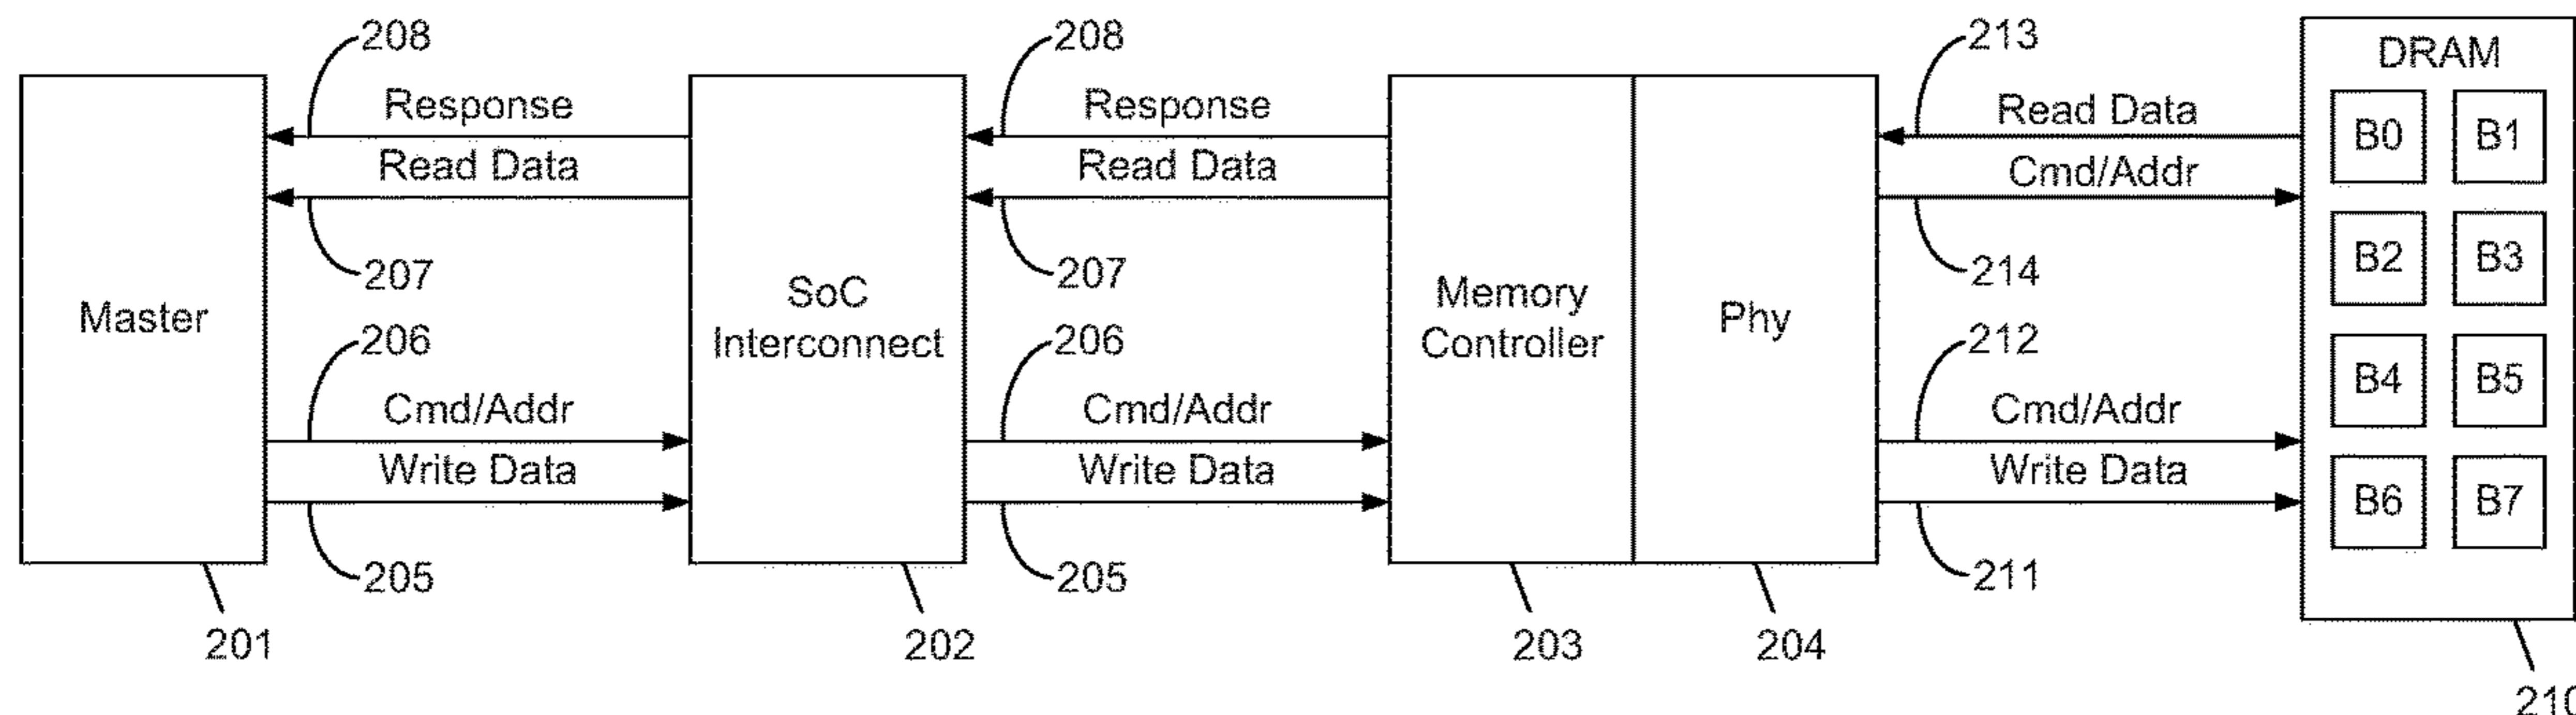 208
208
213
DRAM
Response
Response
Read Data
B0
B1
Read Data
Read Data
Cmd/Addr
207
207
214
B2
B3
Master
SoC
Interconnect
Memory
Controller
Phy
206
206
212
B4
B5
Cmd/Addr
Cmd/Addr
Cmd/Addr
Write Data
Write Data
Write Data
B6
B7
205
205
211
201
202
203
204
210